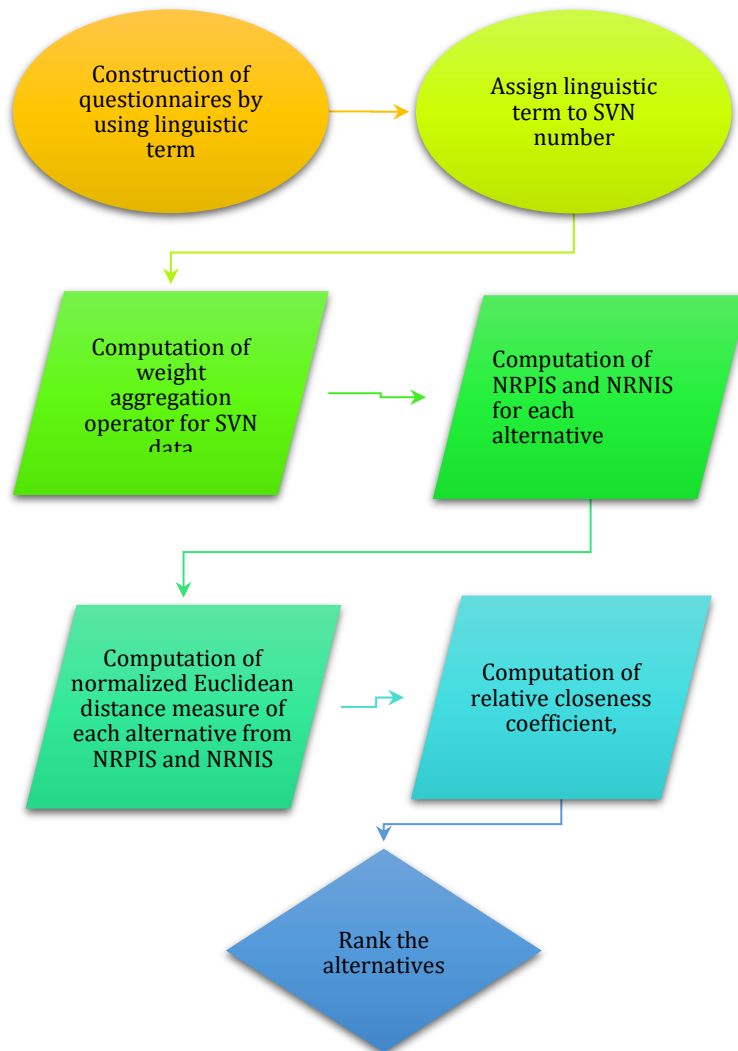 Construction of
questionnaires by
using linguistic
term
Assign linguistic
term to SVN
number
Computation of
weight
aggregation
operator for SVN
data
Computation of
NRPIS and NRNIS
for each
alternative
Computation of
normalized Euclidean
distance measure of
each alternative from
NRPIS and NRNIS
Computation of
relative closeness
coefficient,
Rank the
alternatives